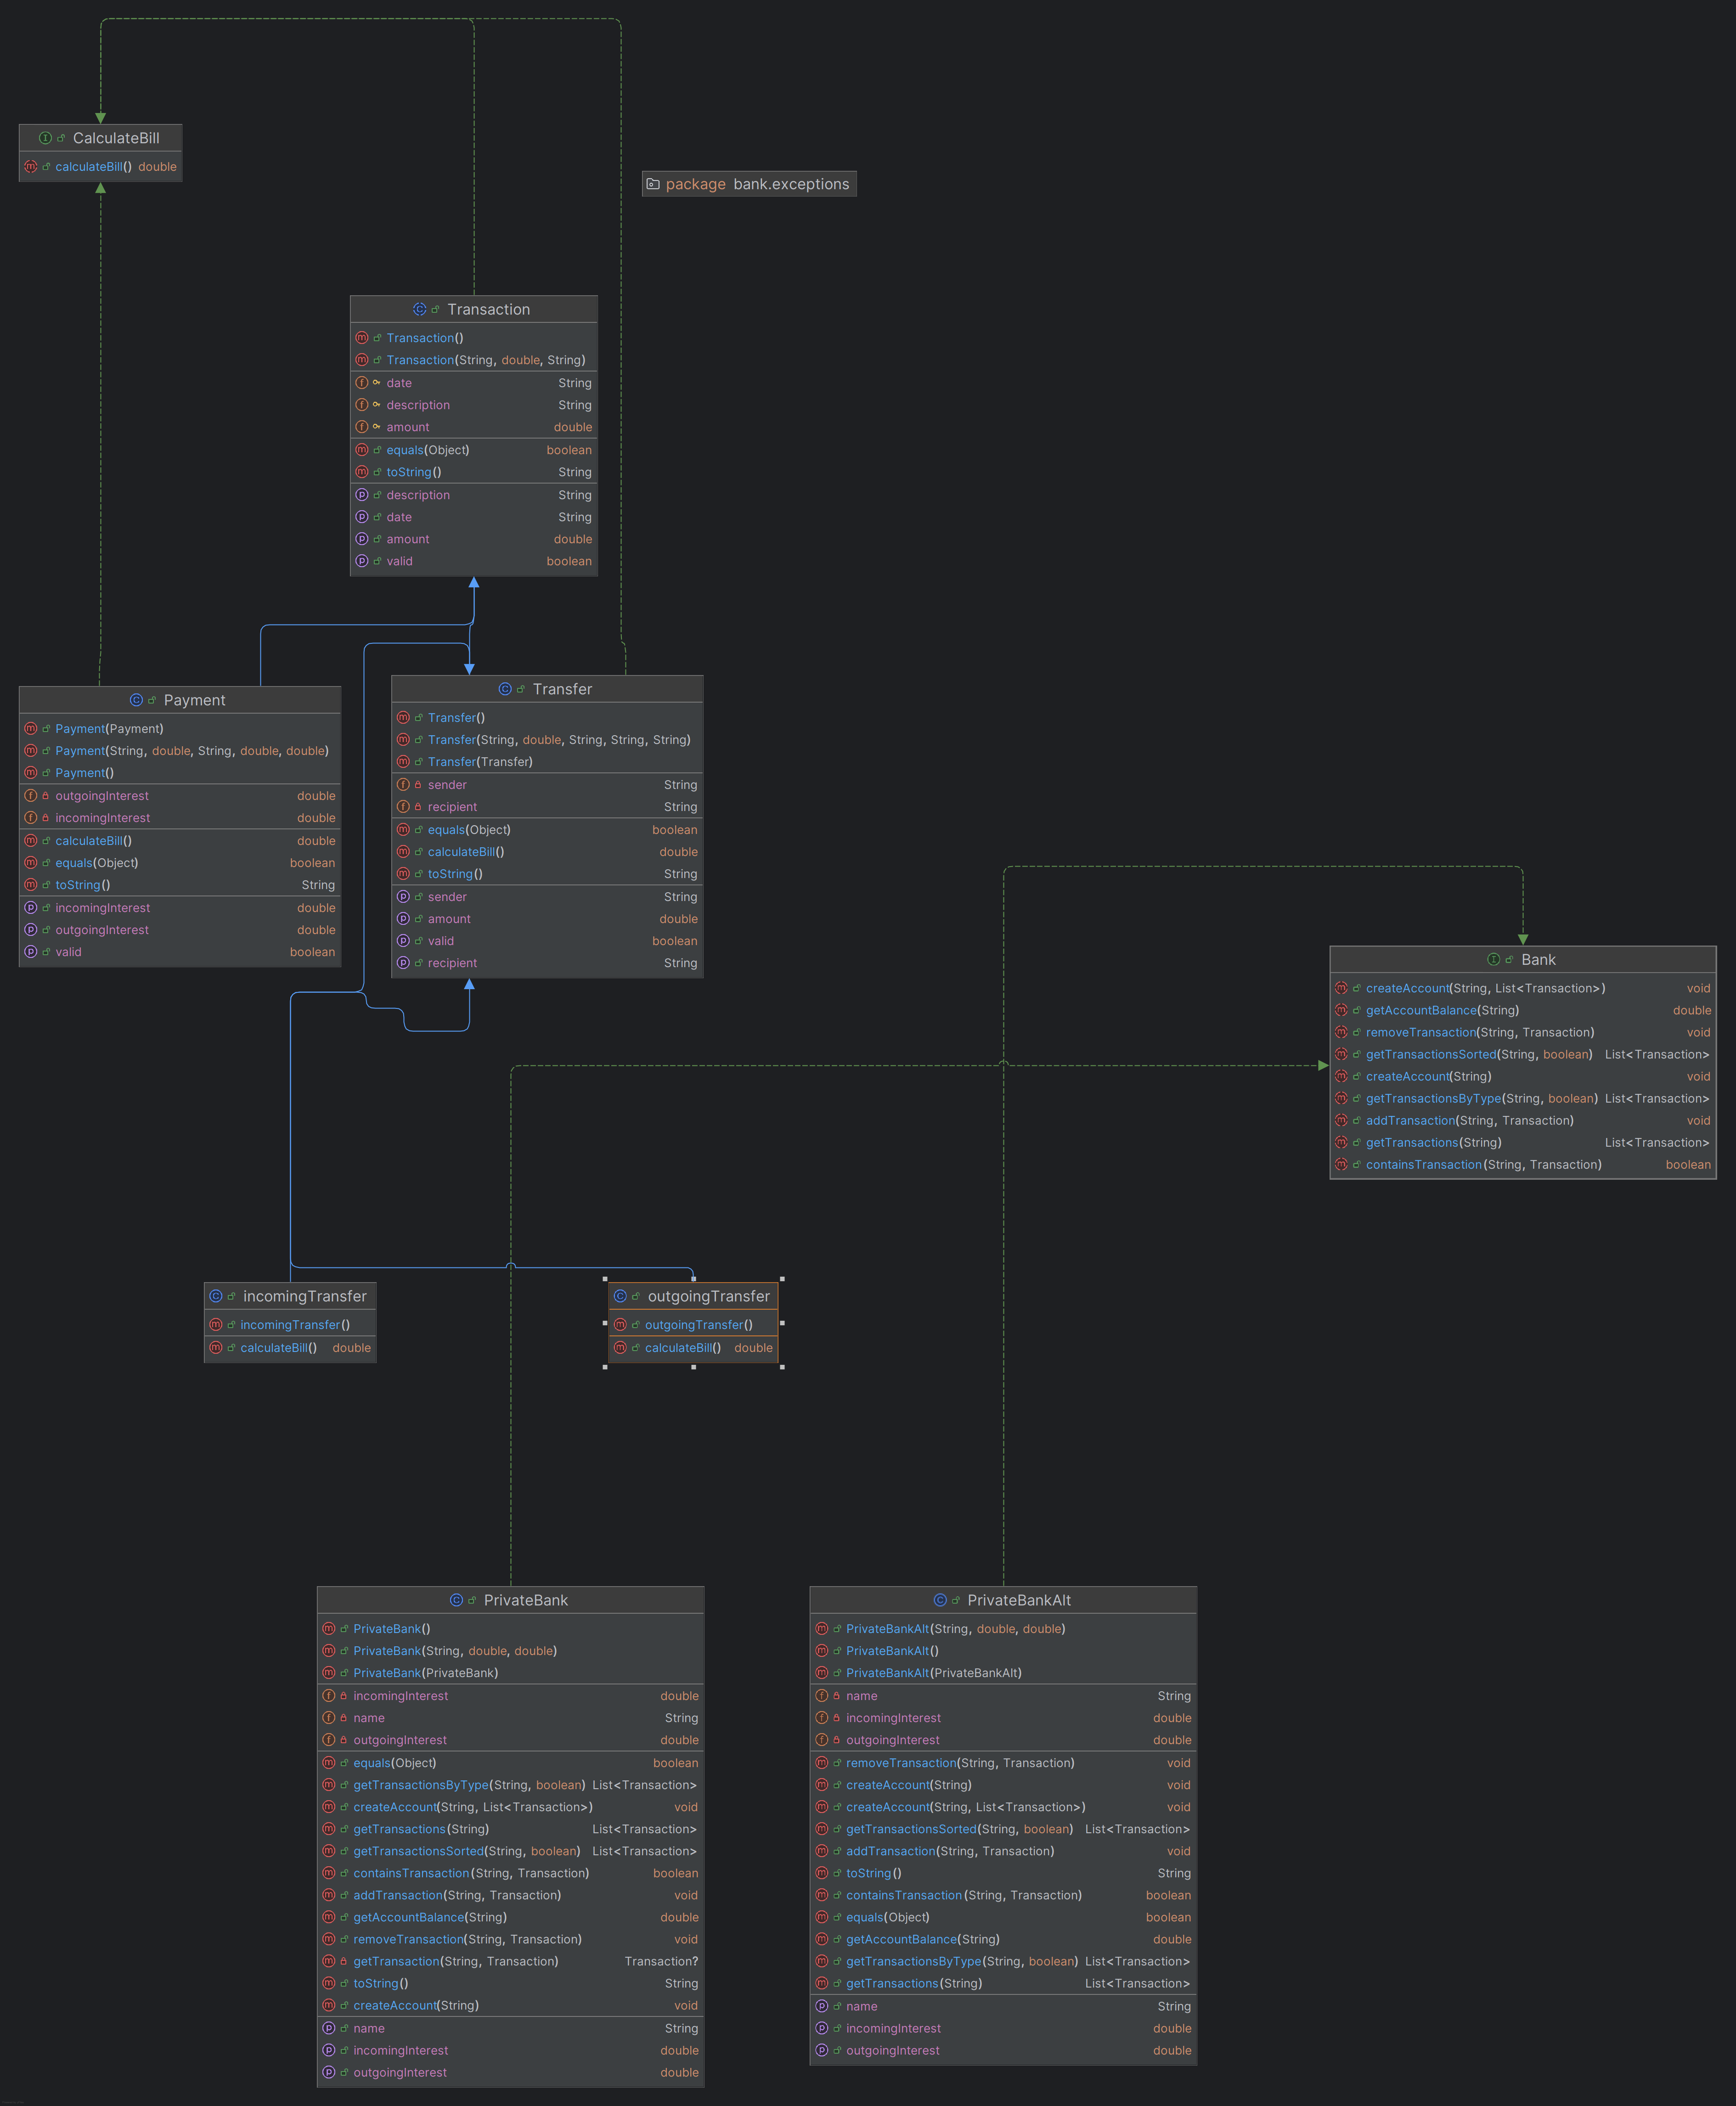 CalculateBill
calculateBill() double
package bank.exceptions
Transaction
Transaction()
Transaction(String, double, String)
date String
description String
amount double
equals(Object) boolean
toString() String
description String
date String
amount double
valid boolean
Payment
Payment(Payment)
Payment(String, double, String, double, double)
Payment()
outgoingInterest double
incomingInterest double
calculateBill() double
equals(Object) boolean
toString() String
incomingInterest double
outgoingInterest double
valid boolean
Transfer
Transfer()
Transfer(String, double, String, String, String)
Transfer(Transfer)
sender String
recipient String
equals(Object) boolean
calculateBill() double
toString() String
sender String
amount double
valid boolean
recipient String
Bank
createAccount(String, List<Transaction>) void
getAccountBalance(String) double
removeTransaction(String, Transaction) void
getTransactionsSorted(String, boolean) List<Transaction>
createAccount(String) void
getTransactionsByType(String, boolean) List<Transaction>
addTransaction(String, Transaction) void
getTransactions(String) List<Transaction>
containsTransaction(String, Transaction) boolean
incomingTransfer
incomingTransfer()
calculateBill() double
outgoingTransfer
outgoingTransfer()
calculateBill() double
PrivateBank
PrivateBank()
PrivateBank(String, double, double)
PrivateBank(PrivateBank)
incomingInterest double
name String
outgoingInterest double
equals(Object) boolean
getTransactionsByType(String, boolean) List<Transaction>
createAccount(String, List<Transaction>) void
getTransactions(String) List<Transaction>
getTransactionsSorted(String, boolean) List<Transaction>
containsTransaction(String, Transaction) boolean
addTransaction(String, Transaction) void
getAccountBalance(String) double
removeTransaction(String, Transaction) void
getTransaction(String, Transaction) Transaction?
toString() String
createAccount(String) void
name String
incomingInterest double
outgoingInterest double
PrivateBankAlt
PrivateBankAlt(String, double, double)
PrivateBankAlt()
PrivateBankAlt(PrivateBankAlt)
name String
incomingInterest double
outgoingInterest double
removeTransaction(String, Transaction) void
createAccount(String) void
createAccount(String, List<Transaction>) void
getTransactionsSorted(String, boolean) List<Transaction>
addTransaction(String, Transaction) void
toString() String
containsTransaction(String, Transaction) boolean
equals(Object) boolean
getAccountBalance(String) double
getTransactionsByType(String, boolean) List<Transaction>
getTransactions(String) List<Transaction>
name String
incomingInterest double
outgoingInterest double